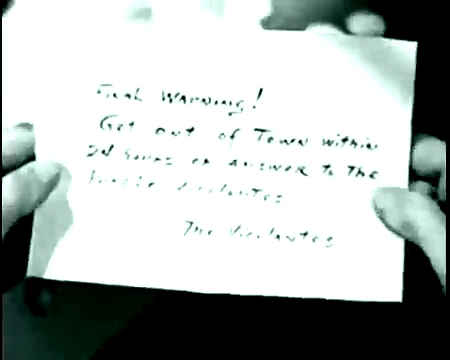 Final Warning!
Get out of Town within
24 hours or answer to the
Vigilantes
The Vigilantes